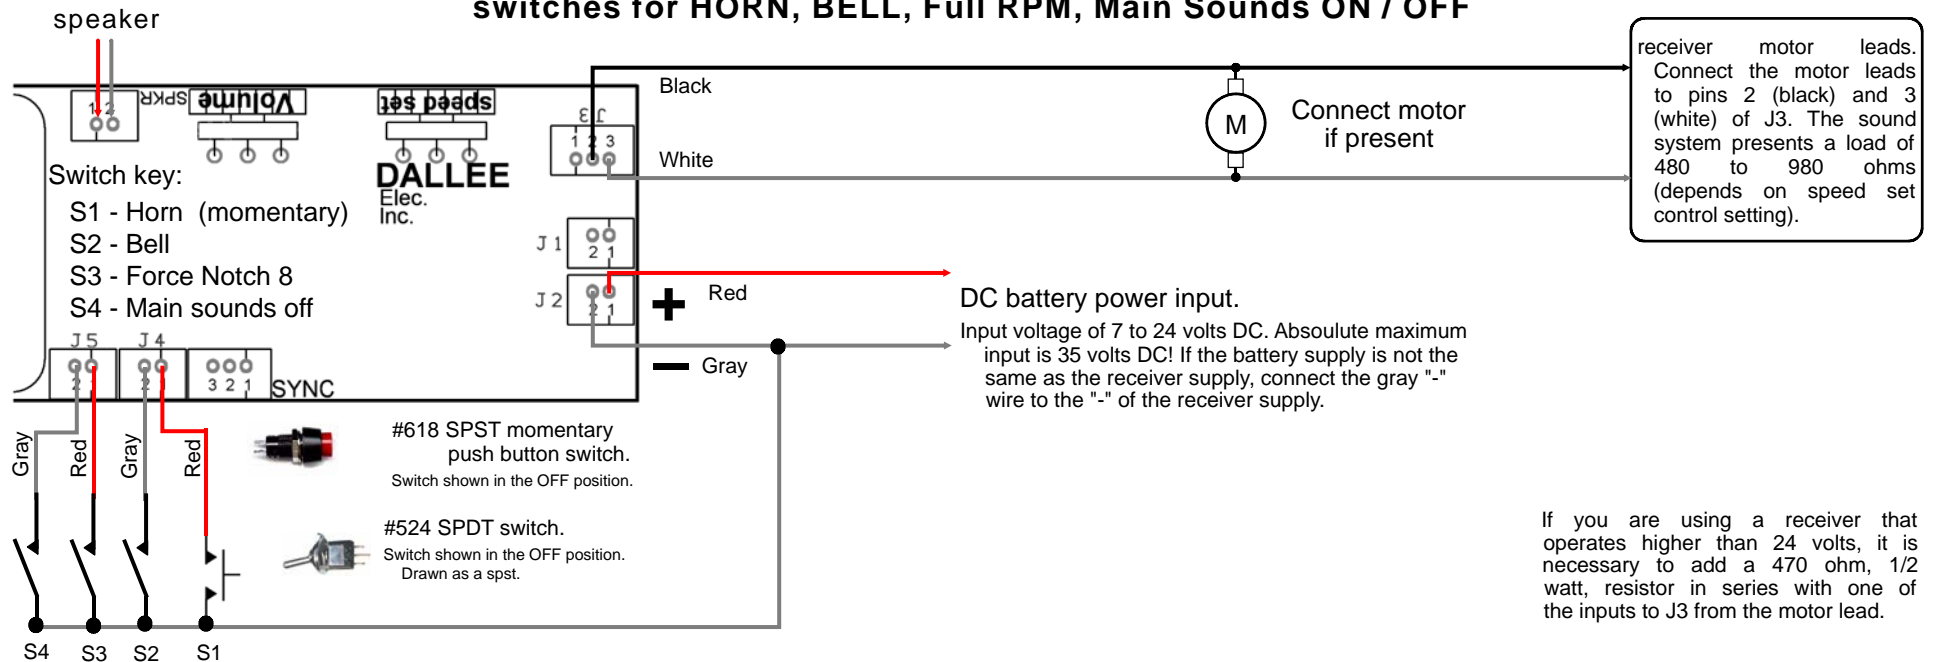 switches for HORN, BELL, Full RPM, Main Sounds ON / OFF
speaker
1 2
SPKR
Volume
speed set
J3
1 2 3
Black
White
M
Connect motor
if present
receiver motor leads.
Connect the motor leads
to pins 2 (black) and 3
(white) of J3. The sound
system presents a load of
480 to 980 ohms
(depends on speed set
control setting).
DALLEE
Elec.
Inc.
Switch key:
S1 - Horn (momentary)
S2 - Bell
S3 - Force Notch 8
S4 - Main sounds off
J 1
2 1
J 2
2 1
+ Red
- Gray
DC battery power input.
Input voltage of 7 to 24 volts DC. Absoulute maximum
input is 35 volts DC! If the battery supply is not the
same as the receiver supply, connect the gray "-"
wire to the "-" of the receiver supply.
J 5
2 1
J 4
2 1
3 2 1
SYNC
Gray
Red
Gray
Red
#618 SPST momentary
push button switch.
Switch shown in the OFF position.
#524 SPDT switch.
Switch shown in the OFF position.
Drawn as a spst.
If you are using a receiver that
operates higher than 24 volts, it is
necessary to add a 470 ohm, 1/2
watt, resistor in series with one of
the inputs to J3 from the motor lead.
S4 S3 S2 S1